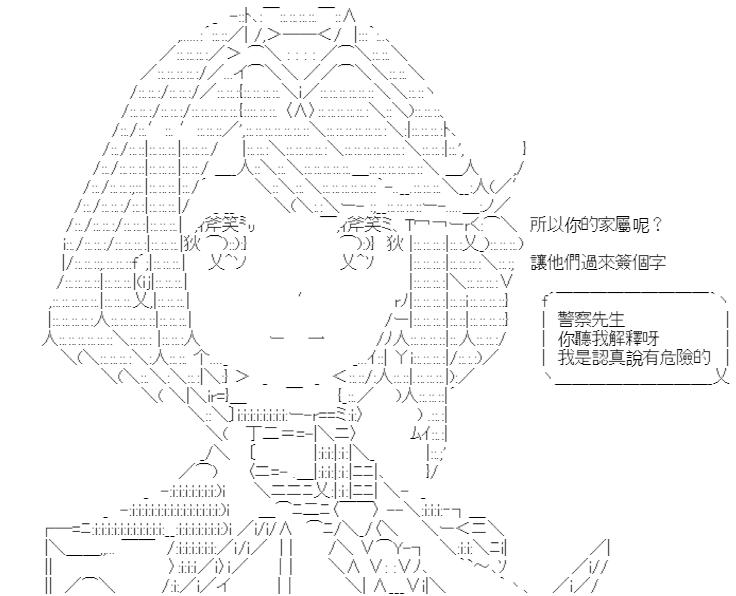 所以你的家屬呢？
讓他們過來簽個字
警察先生
你聽我解釋呀
我是認真說有危險的